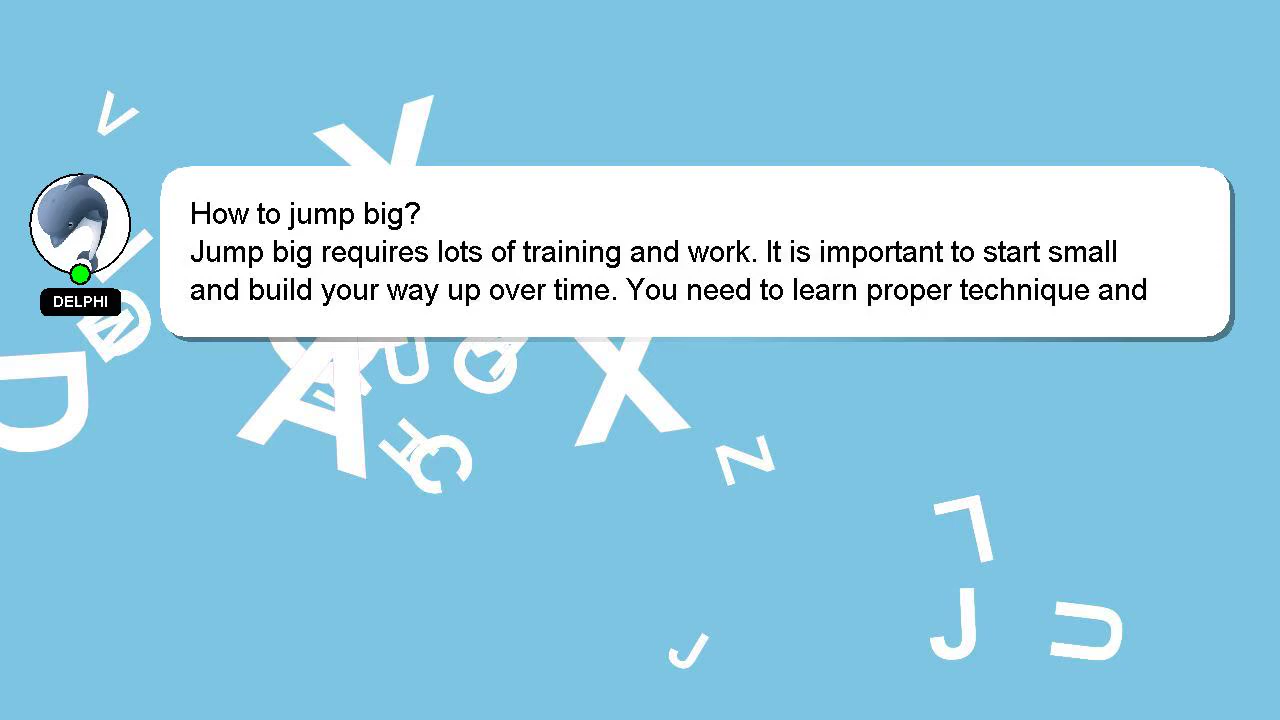 How to jump big?
Jump big requires lots of training and work. It is important to start small
and build your way up over time. You need to learn proper technique and
DELPHI
V
Y
D
A
U
X
H
C
N
L
J
U
J